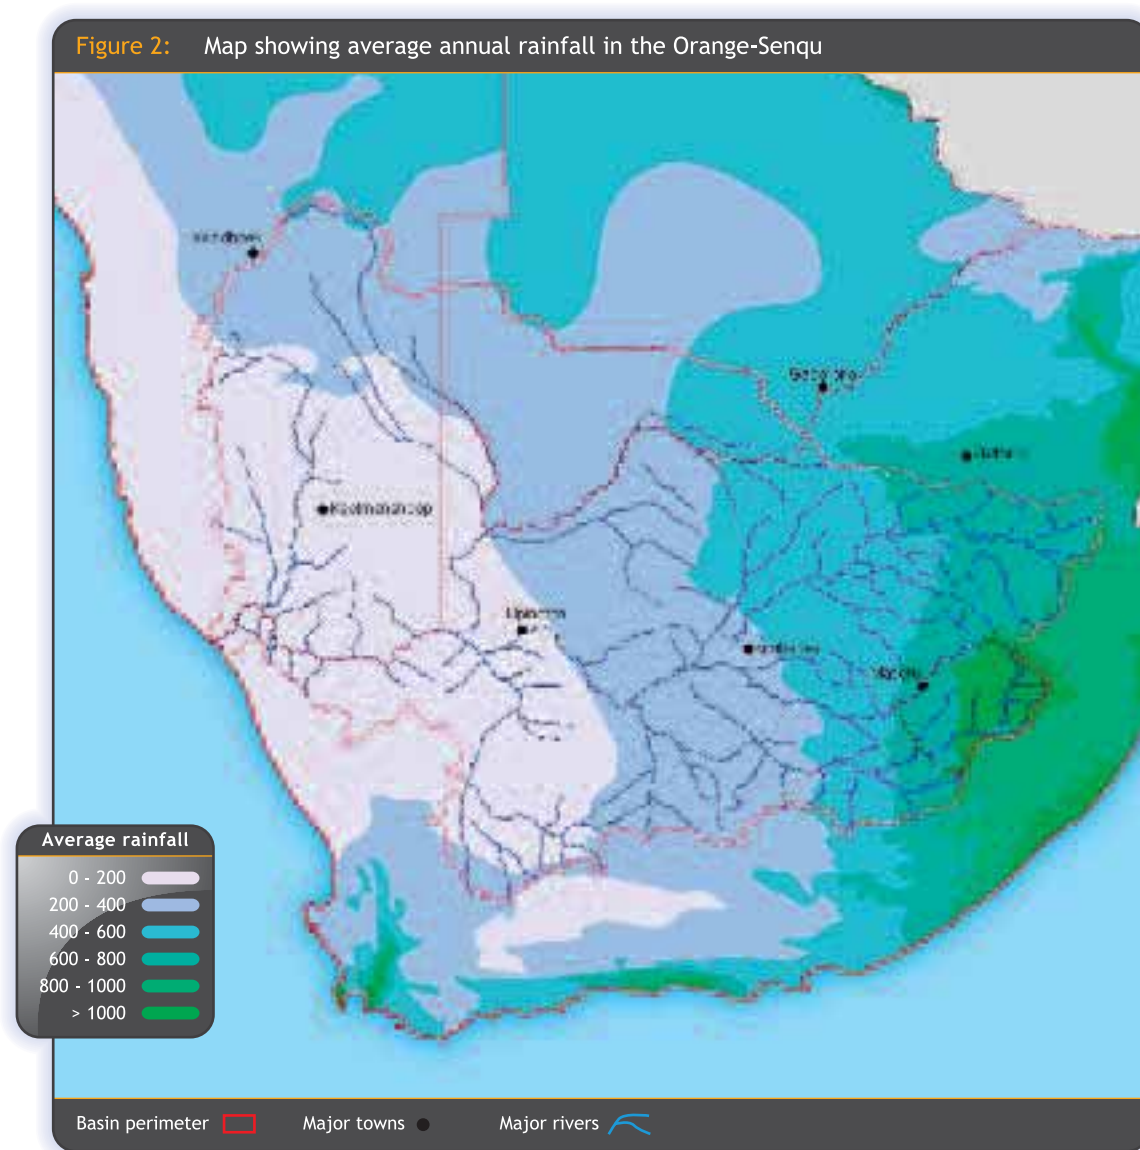 Figure 2: Map showing average annual rainfall in the Orange-Senqu
Keetmanshoop
Upington
Average rainfall
0 - 200
200 - 400
400 - 600
600 - 800
800 - 1000
> 1000
Basin perimeter
Major towns
Major rivers